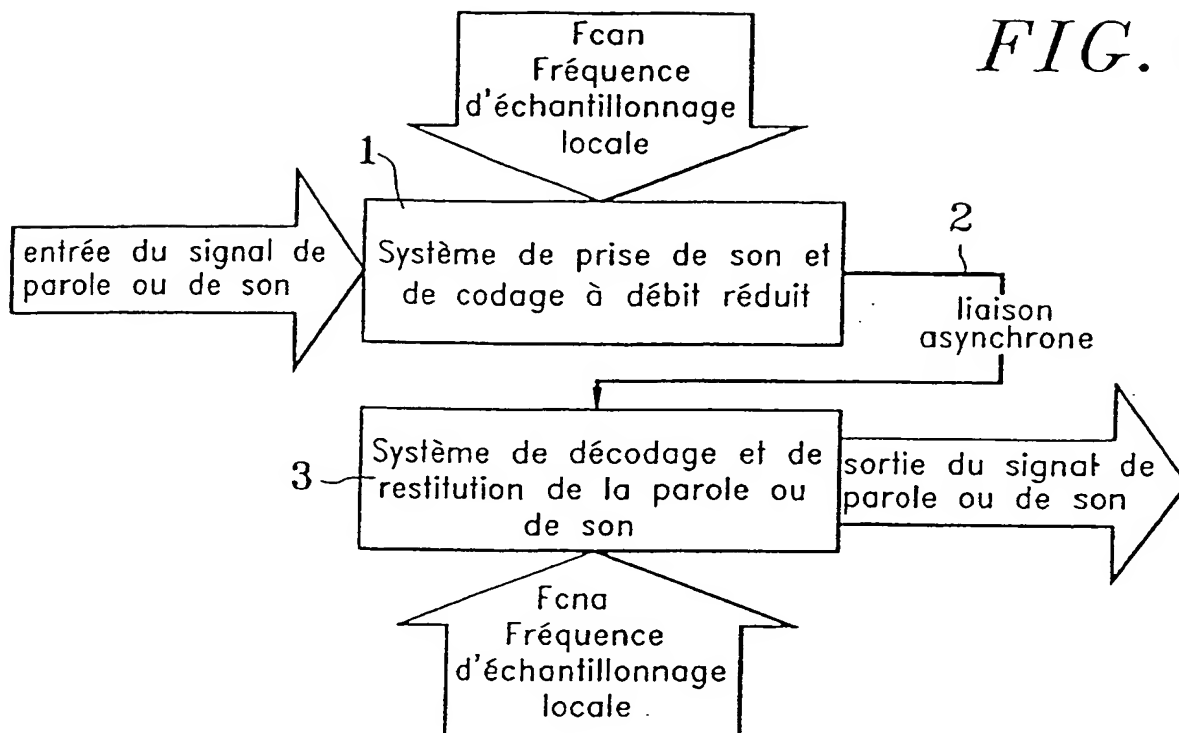 FIG.
Fcan
Fréquence
d'échantillonnage
locale
1
entrée du signal de
parole ou de son
Système de prise de son et
de codage à débit réduit
2
liaison
asynchrone
3
Système de décodage et de
restitution de la parole ou
de son
sortie du signal de
parole ou de son
Fcna
Fréquence
d'échantillonnage
locale